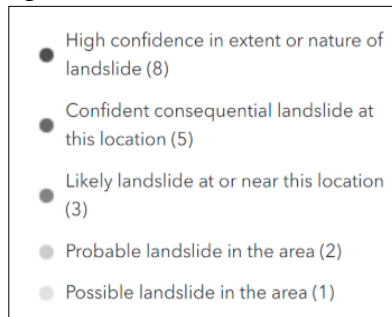 High confidence in extent or nature of
landslide (8)
Confident consequential landslide at
this location (5)
Likely landslide at or near this location
(3)
Probable landslide in the area (2)
Possible landslide in the area (1)